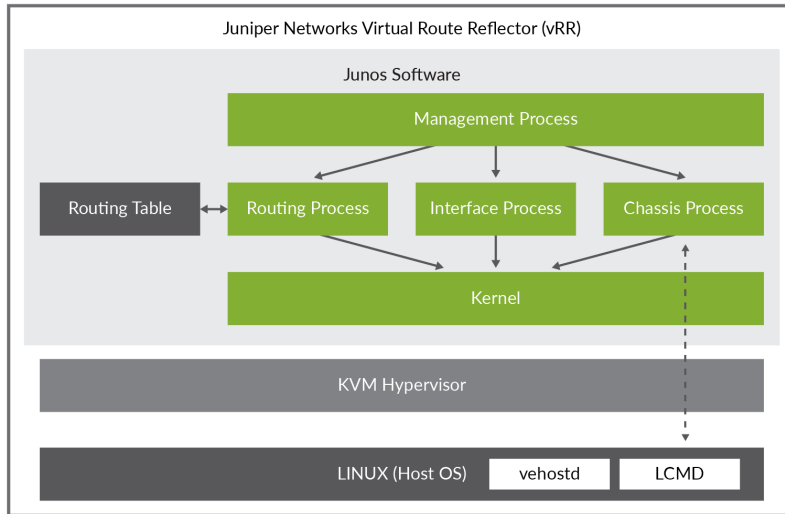 Juniper Networks Virtual Route Reflector (vRR)
Junos Software
Management Process
Routing Table
Routing Process
Interface Process
Chassis Process
Kernel
KVM Hypervisor
LINUX (Host OS)
vehostd
LCMD